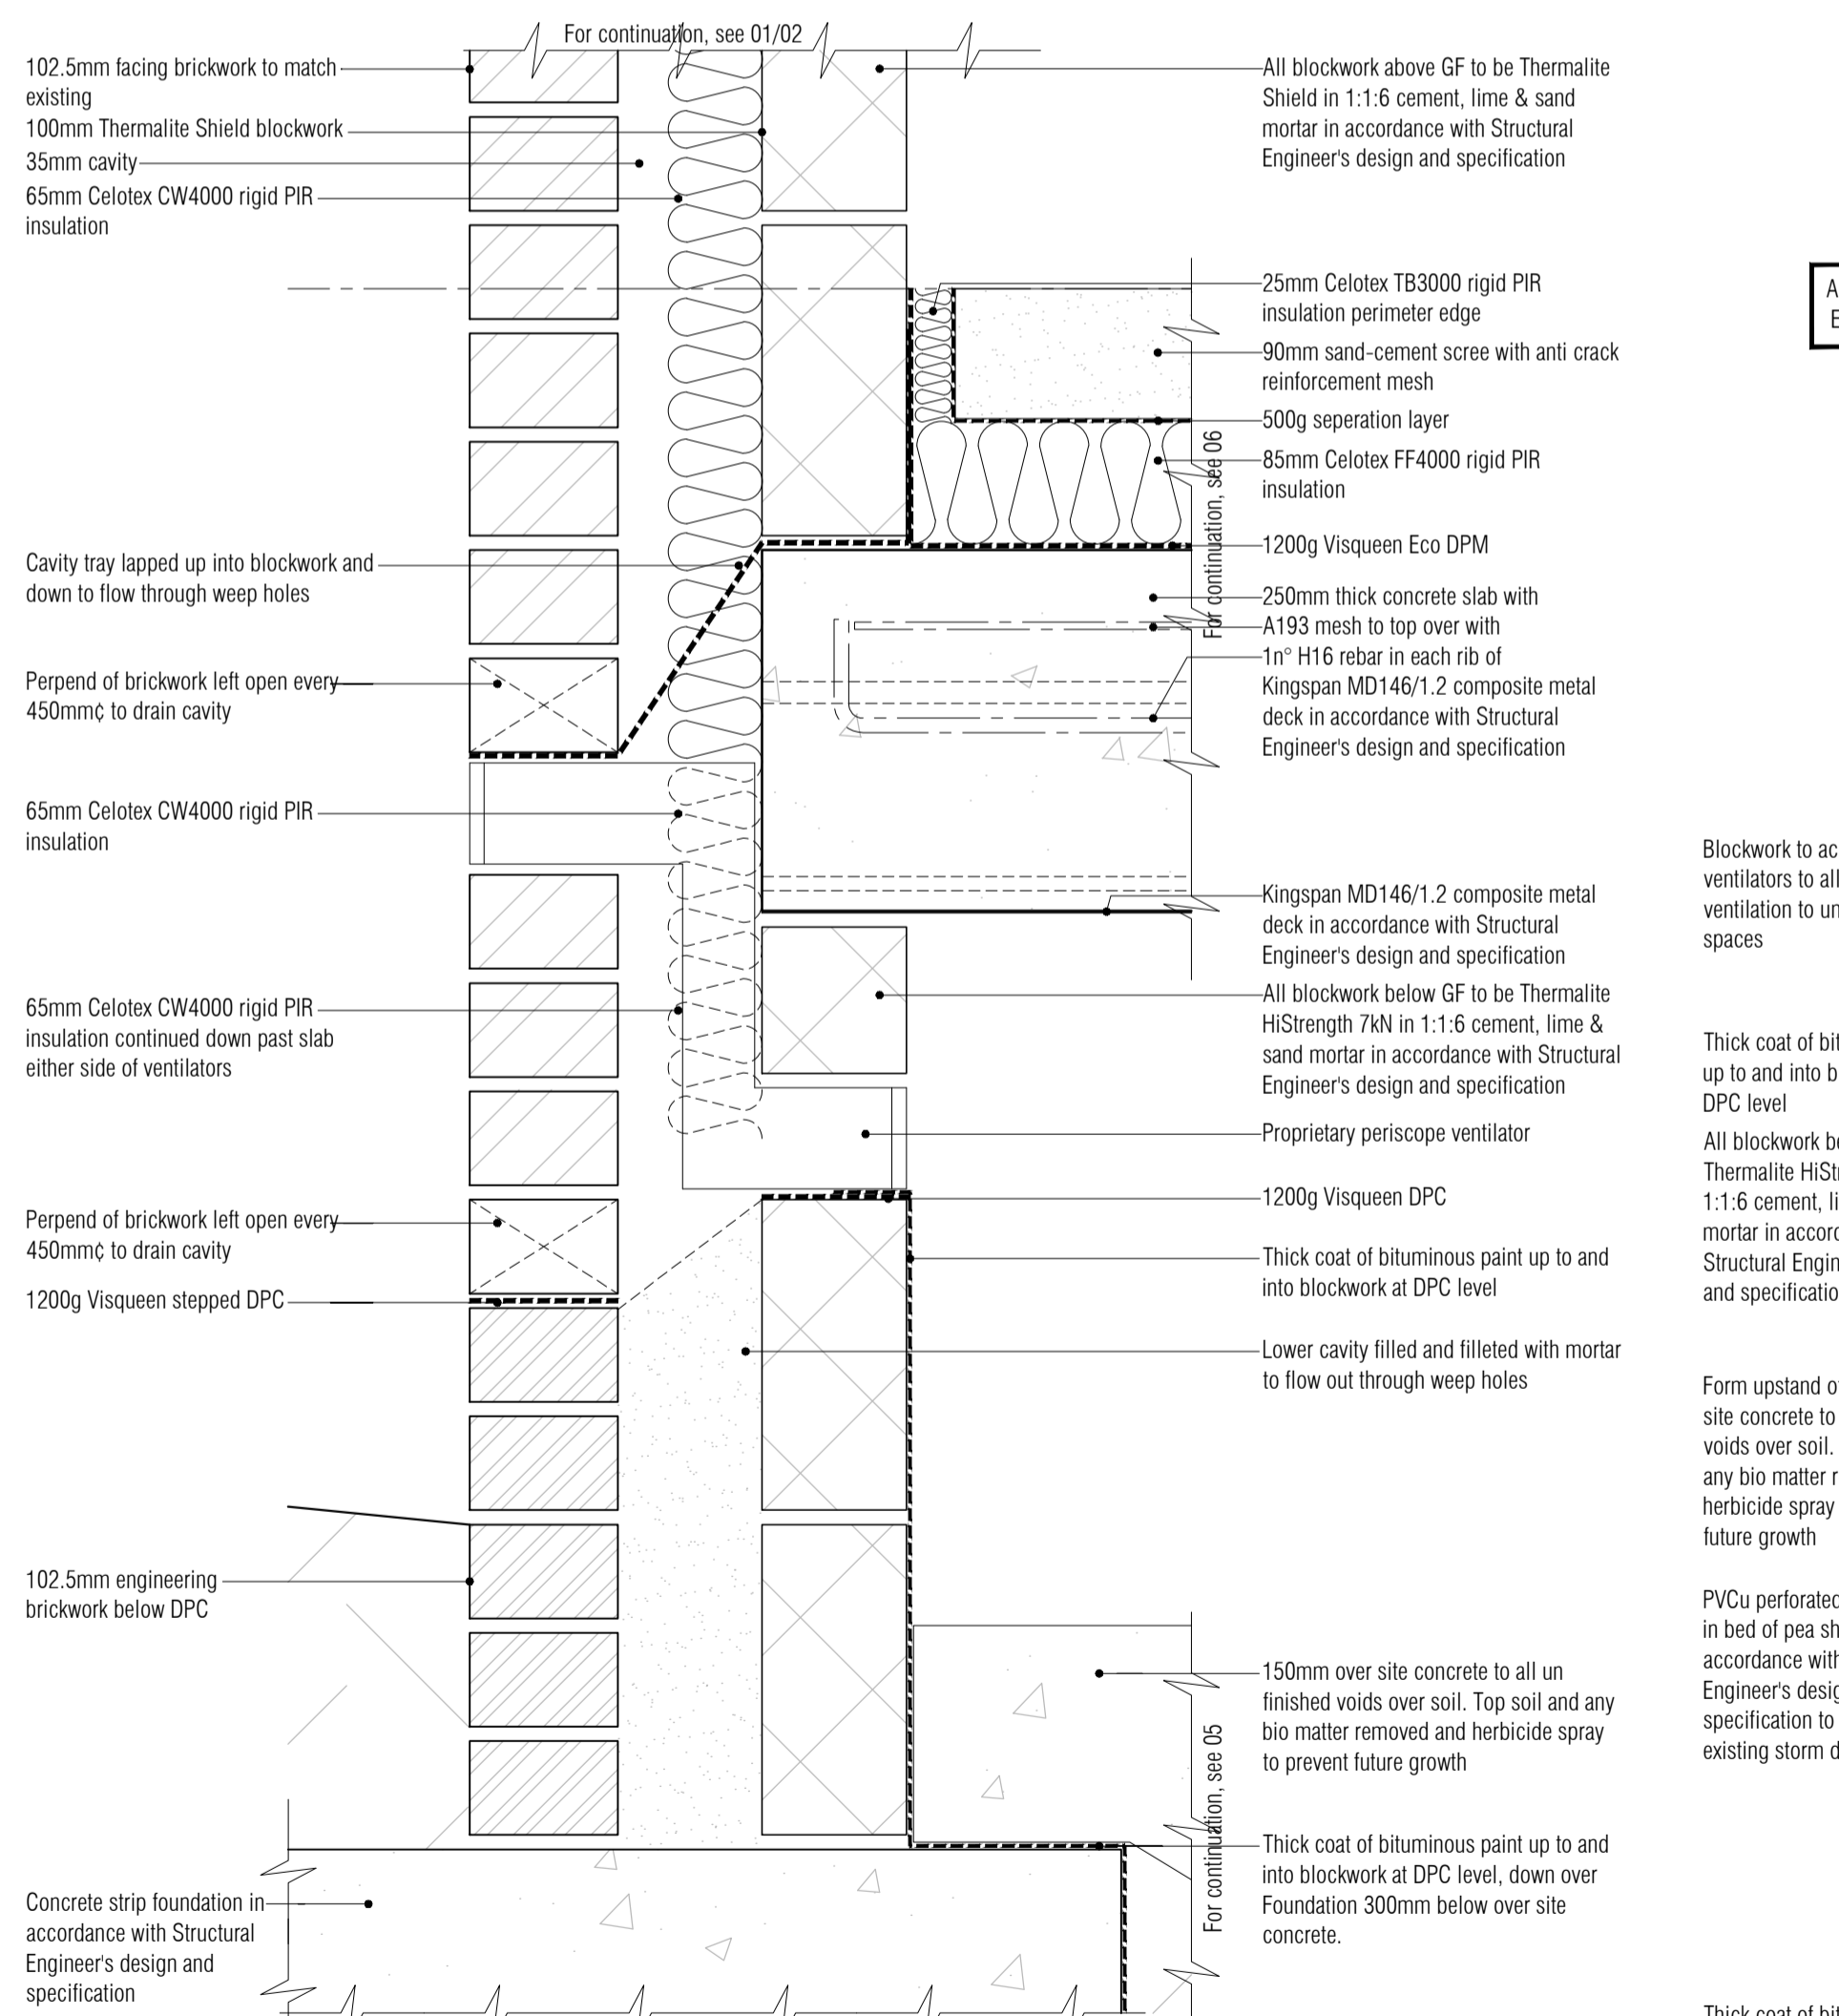 For continuation, see 01/02
102.5mm facing brickwork to match
existing
100mm Thermalite Shield blockwork
35mm cavity
65mm Celotex CW4000 rigid PIR
insulation
Cavity tray lapped up into blockwork and
down to flow through weep holes
Perpend of brickwork left open every
450mm¢ to drain cavity
65mm Celotex CW4000 rigid PIR
insulation
65mm Celotex CW4000 rigid PIR
insulation continued down past slab
either side of ventilators
Perpend of brickwork left open every
450mm¢ to drain cavity
1200g Visqueen stepped DPC
102.5mm engineering
brickwork below DPC
Concrete strip foundation in
accordance with Structural
Engineer's design and
specification
All blockwork above GF to be Thermalite
Shield in 1:1:6 cement, lime & sand
mortar in accordance with Structural
Engineer's design and specification
25mm Celotex TB3000 rigid PIR
insulation perimeter edge
90mm sand-cement scree with anti crack
reinforcement mesh
500g seperation layer
85mm Celotex FF4000 rigid PIR
insulation
For continuation, see 06
1200g Visqueen Eco DPM
250mm thick concrete slab with
A193 mesh to top over with
1n° H16 rebar in each rib of
Kingspan MD146/1.2 composite metal
deck in accordance with Structural
Engineer's design and specification
Kingspan MD146/1.2 composite metal
deck in accordance with Structural
Engineer's design and specification
All blockwork below GF to be Thermalite
HiStrength 7kN in 1:1:6 cement, lime &
sand mortar in accordance with Structural
Engineer's design and specification
Proprietary periscope ventilator
1200g Visqueen DPC
Thick coat of bituminous paint up to and
into blockwork at DPC level
Lower cavity filled and filleted with mortar
to flow out through weep holes
150mm over site concrete to all un
finished voids over soil. Top soil and any
bio matter removed and herbicide spray
to prevent future growth
For continuation, see 05
Thick coat of bituminous paint up to and
into blockwork at DPC level, down over
Foundation 300mm below over site
concrete.
A
E
Blockwork to ac
ventilators to all
ventilation to un
spaces
Thick coat of bit
up to and into b
DPC level
All blockwork be
Thermalite HiStr
1:1:6 cement, li
mortar in accord
Structural Engin
and specificatio
Form upstand of
site concrete to
voids over soil.
any bio matter r
herbicide spray
future growth
PVCu perforated
in bed of pea sh
accordance with
Engineer's desig
specification to
existing storm d
Thick coat of bit